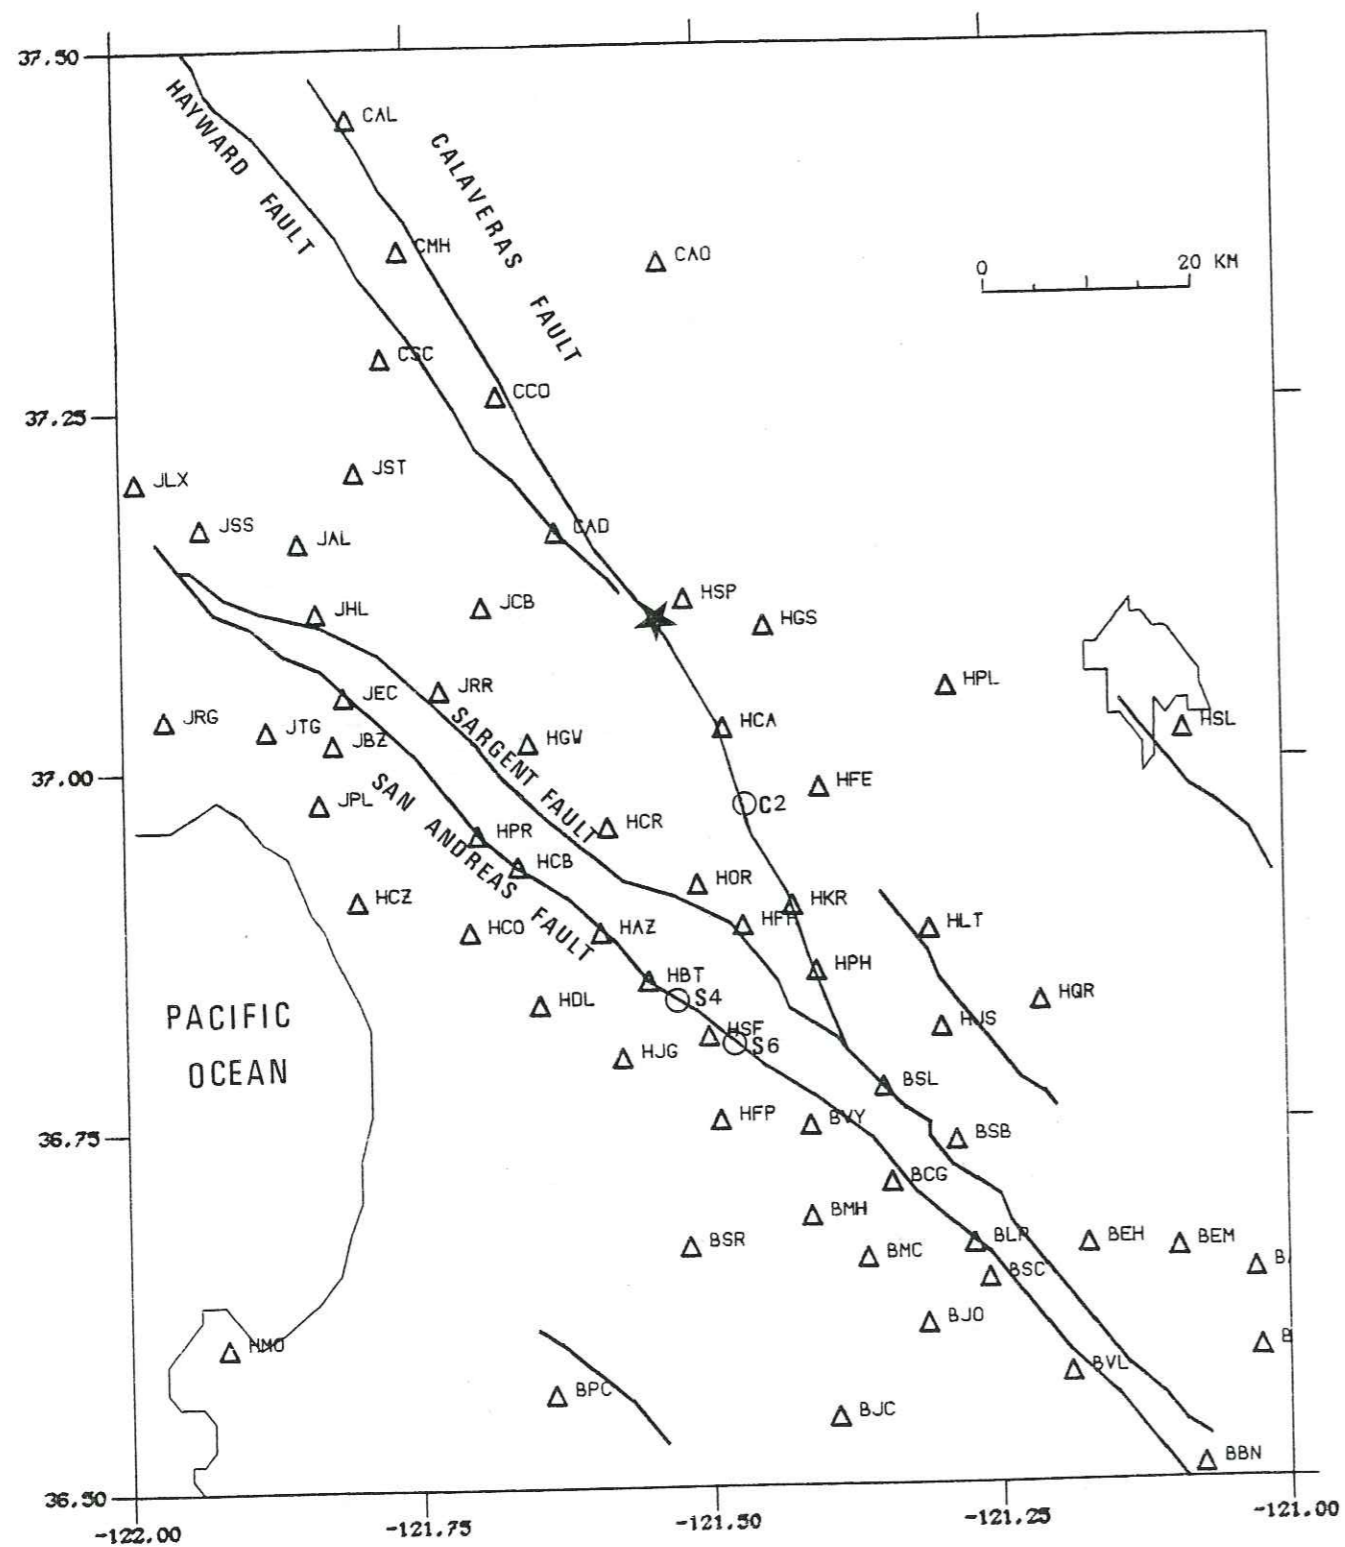 37.50
HAYWARD FAULT
CAL
CALAVERAS FAULT
CMH
CAO
0 20 KM
CSC
CCO
37.25
JLX
JST
JSS
JAL
CAD
JHL
JCB
HSP
HGS
JEC
JRR
HPL
JRG
JTG
JBZ
SARGENT FAULT
HGW
HCA
HSL
37.00
SAN ANDREAS FAULT
JPL
HFE
C2
HPR
HCR
HCB
HOR
HCZ
HKR
HCO
HAZ
HFH
HLT
HBT
HPH
PACIFIC
OCEAN
HDL
S4
HQR
HSF
S6
HJG
HUS
BSL
36.75
HFP
BVY
BSB
BCG
BMH
BSR
BMC
BLP
BEH
BEM
B
BSC
BJO
B
HMO
BVL
BPC
BJC
BBN
36.50
-122.00
-121.75
-121.50
-121.25
-121.00